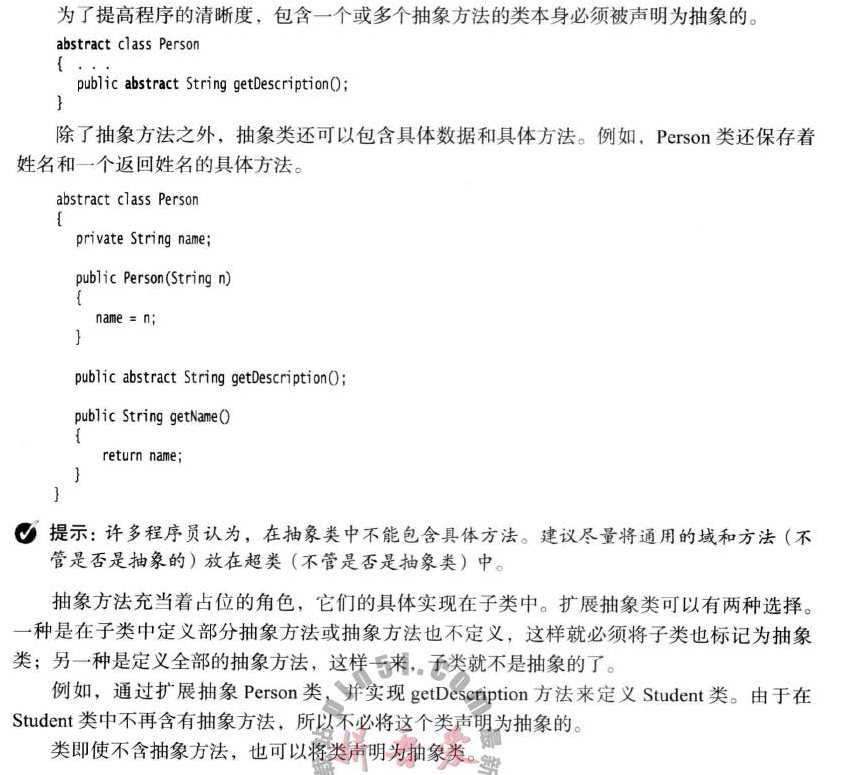 为了提高程序的清晰度，包含一个或多个抽象方法的类本身必须被声明为抽象的。
abstract class Person
{ . . .
public abstract String getDescription();
}
除了抽象方法之外，抽象类还可以包含具体数据和具体方法。例如，Person 类还保存着
姓名和一个返回姓名的具体方法。
abstract class Person
{
private String name;
public Person(String n)
{
name = n;
}
public abstract String getDescription();
public String getName()
{
return name;
}
}
提示：许多程序员认为，在抽象类中不能包含具体方法。建议尽量将通用的域和方法（不
管是否是抽象的）放在超类（不管是否是抽象类）中。
抽象方法充当着占位的角色，它们的具体实现在子类中。扩展抽象类可以有两种选择。
一种是在子类中定义部分抽象方法或抽象方法也不定义，这样就必须将子类也标记为抽象
类；另一种是定义全部的抽象方法，这样一来，子类就不是抽象的了。
例如，通过扩展抽象 Person 类，并实现 getDescription 方法来定义 Student 类。由于在
Student 类中不再含有抽象方法，所以不必将这个类声明为抽象的。
类即使不含抽象方法，也可以将类声明为抽象类。